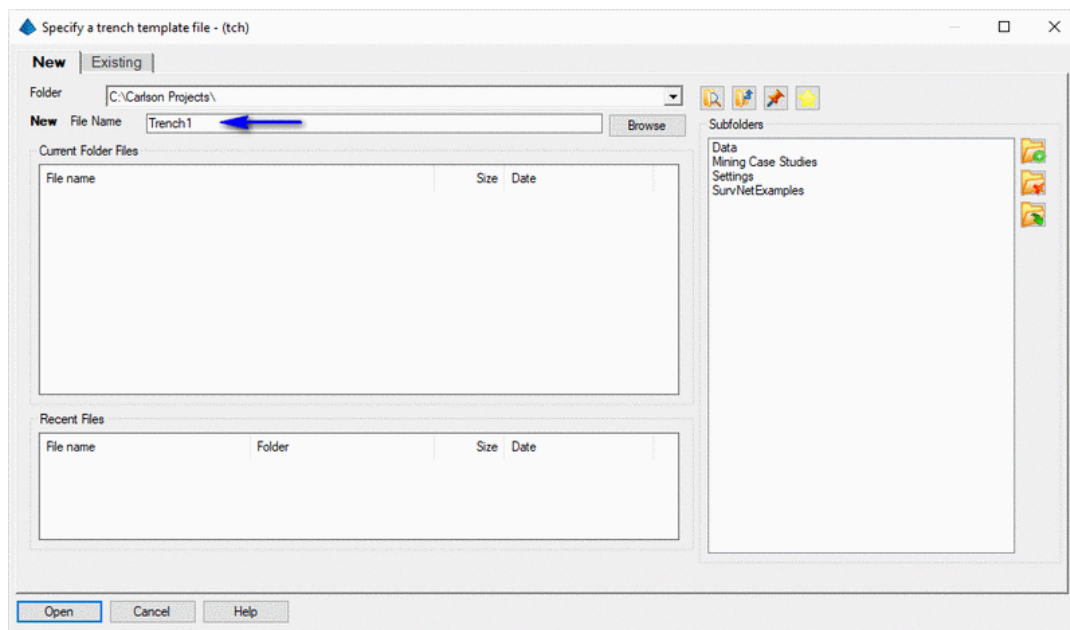 Specify a trench template file - (tch)
New Existing
Folder C:\Carlson Projects\
New File Name Trench1 Browse
Subfolders
Current Folder Files
File name Size Date
Data
Mining Case Studies
Settings
SurvNetExamples
Recent Files
File name Folder Size Date
Open Cancel Help